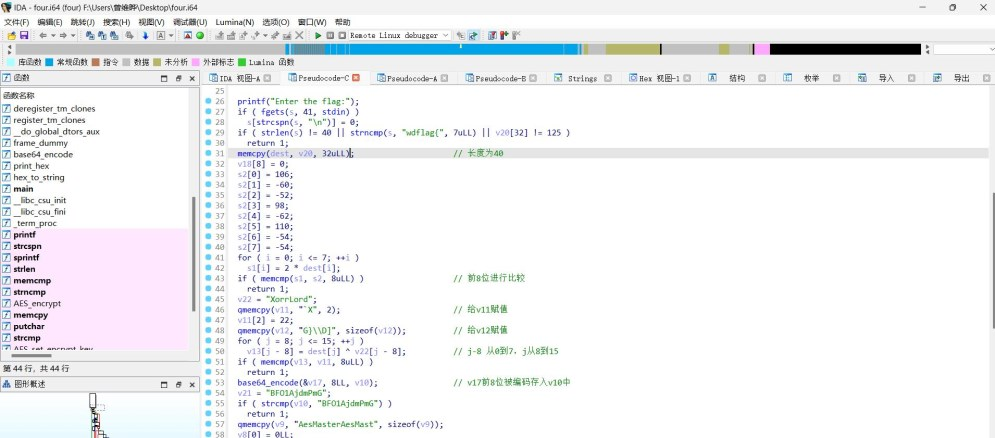 IDA - four.i64 (four) F:\Users\曾维晔\Desktop\four.i64
文件(F) 编辑(E) 跳转(J) 搜索(H) 视图(V) 调试器(U) Lumina(N) 选项(O) 窗口(W) 帮助
Remote Linux debugger
库函数 常规函数 指令 数据 未分析 外部标志 Lumina 函数
函数
IDA 视图-A Pseudocode-C Pseudocode-A Pseudocode-B Strings Hex 视图-1 结构 枚举 导入 导出
函数名称
deregister_tm_clones
register_tm_clones
__do_global_dtors_aux
frame_dummy
base64_encode
print_hex
hex_to_string
main
__libc_csu_init
__libc_csu_fini
_term_proc
printf
strcspn
sprintf
strlen
memcmp
strncmp
AES_encrypt
memcpy
putchar
strcmp
AES_set_encrypt_key
第 44 行, 共 44 行
图形概述
25
26 printf("Enter the flag:");
27 if ( fgets(s, 41, stdin) )
28 s[strcspn(s, "\n")] = 0;
29 if ( strlen(s) != 40 || strncmp(s, "wdflag{", 7uLL) || v20[32] != 125 )
30 return 1;
31 memcpy(dest, v20, 32uLL); // 长度为40
32 v18[8] = 0;
33 s2[0] = 106;
34 s2[1] = -60;
35 s2[2] = -52;
36 s2[3] = 98;
37 s2[4] = -62;
38 s2[5] = 110;
39 s2[6] = -54;
40 s2[7] = -54;
41 for ( i = 0; i <= 7; ++i )
42 s1[i] = 2 * dest[i];
43 if ( memcmp(s1, s2, 8uLL) ) // 前8位进行比较
44 return 1;
45 v22 = "XorrLord";
46 qmemcpy(v11, "`X", 2); // 给v11赋值
47 v11[2] = 22;
48 qmemcpy(v12, "G}\\D]", sizeof(v12)); // 给v12赋值
49 for ( j = 8; j <= 15; ++j )
50 v13[j - 8] = dest[j] ^ v22[j - 8]; // j-8 从0到7, j从8到15
51 if ( memcmp(v13, v11, 8uLL) )
52 return 1;
53 base64_encode(&v17, 8LL, v10); // v17前8位被编码存入v10中
54 v21 = "BFO1AjdmPmG";
55 if ( strcmp(v10, "BFO1AjdmPmG") )
56 return 1;
57 qmemcpy(v9, "AesMasterAesMast", sizeof(v9));
58 v8[0] = 0LL;